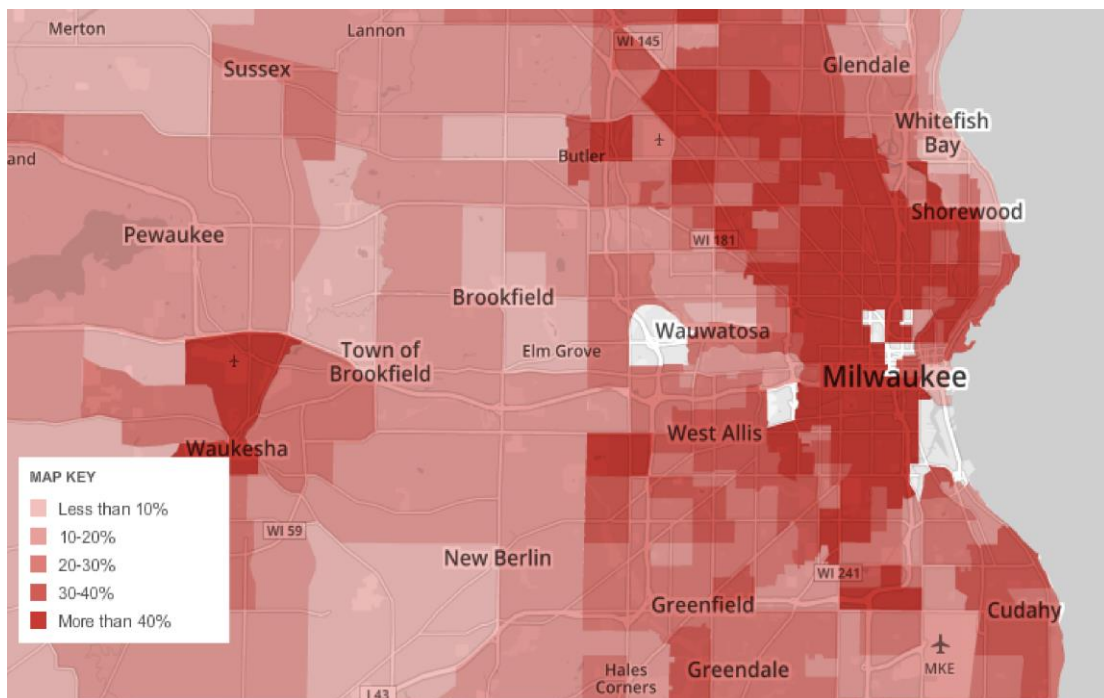 Merton
Lannon
WI 145
Sussex
Glendale
Whitefish
Bay
Butler
and
Shorewood
Pewaukee
WI 181
Brookfield
Wauwatosa
Elm Grove
Town of
Brookfield
Milwaukee
West Allis
Waukesha
MAP KEY
Less than 10%
10-20%
20-30%
30-40%
More than 40%
WI 59
New Berlin
WI 241
Greenfield
Cudahy
Hales
Corners
Greendale
MKE
I 43